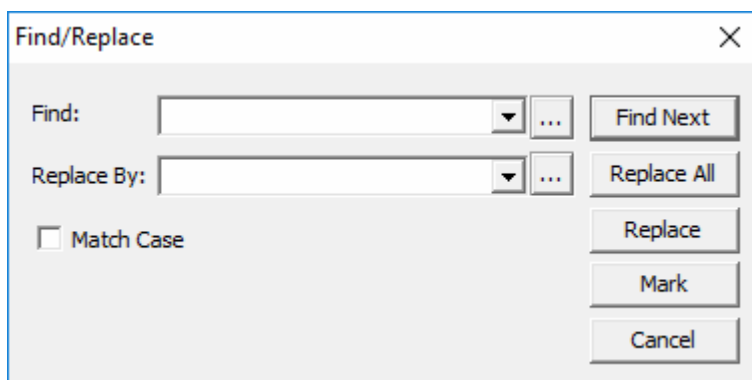 Find/Replace
Find:
...
Find Next
Replace By:
...
Replace All
Match Case
Replace
Mark
Cancel